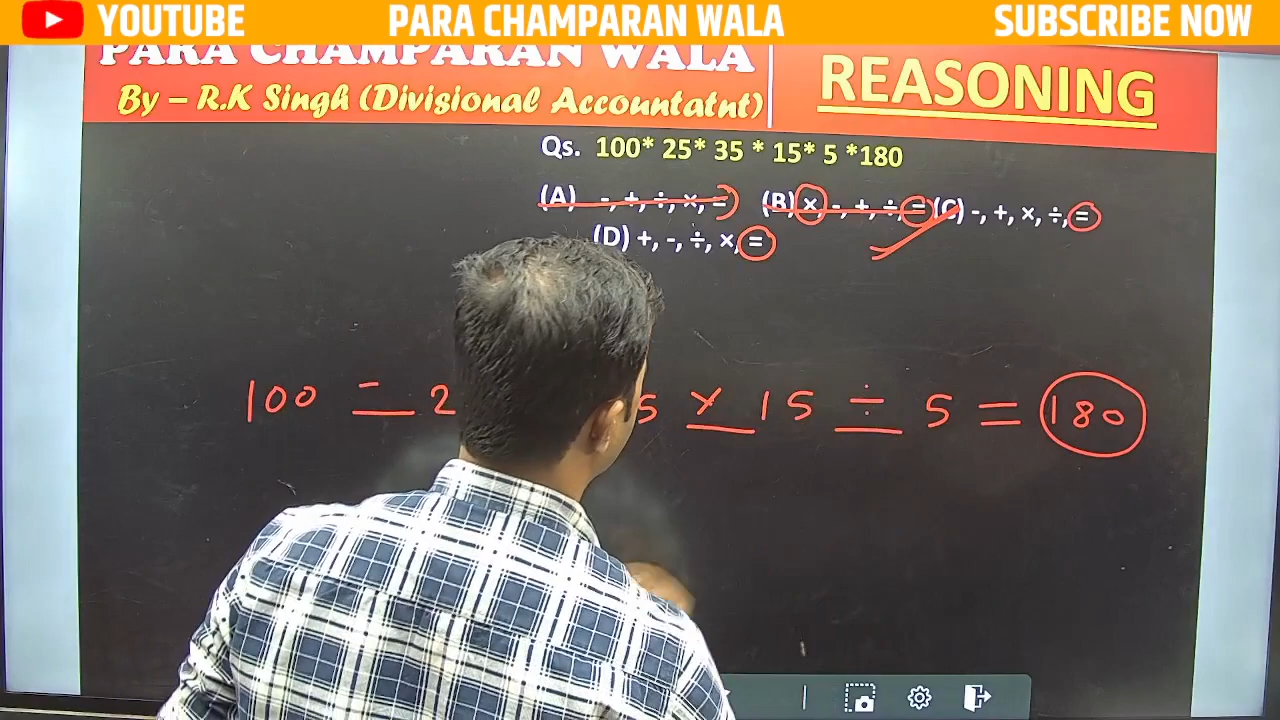 YOUTUBE PARA CHAMPARAN WALA SUBSCRIBE NOW
PARA CHAMPARAN WALA
By – R.K Singh (Divisional Accountatnt)
REASONING
Qs. 100* 25* 35 * 15* 5 *180
(A) -, +, ÷, ×, = (B) ×, -, +, ÷, = (C) -, +, ×, ÷, =
(D) +, -, ÷, ×, =
100 - 2 5 × 15 ÷ 5 = 180